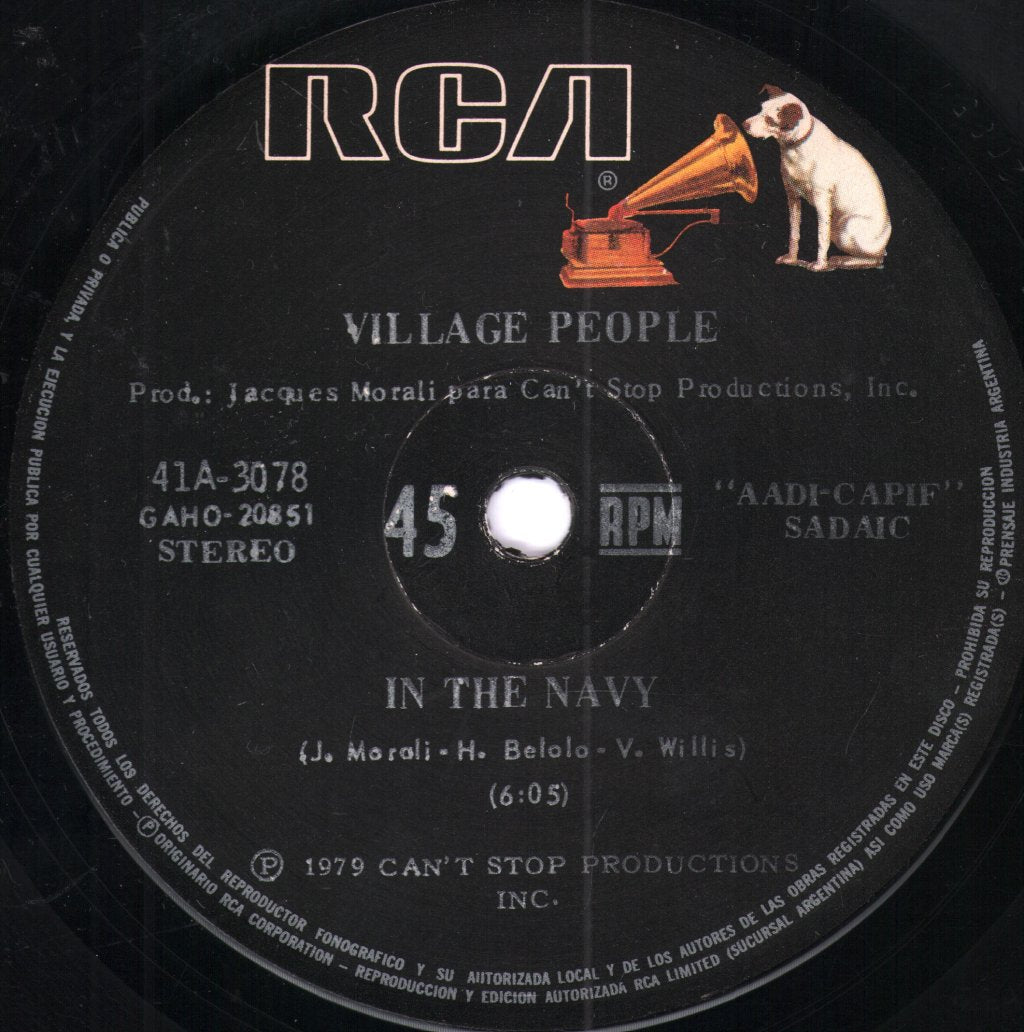 RCA
®
VILLAGE PEOPLE
Prod.: Jacques Morali para Can't Stop Productions, Inc.
41A-3078
GAHO-20851
STEREO
45
RPM
"AADI-CAPIF"
SADAIC
IN THE NAVY
(J. Morali - H. Belolo - V. Willis)
(6:05)
Ⓟ 1979 CAN'T STOP PRODUCTIONS
INC.
RESERVADOS TODOS LOS DERECHOS DEL REPRODUCTOR FONOGRAFICO Y SU AUTORIZADA LOCAL Y DE LOS AUTORES DE LAS OBRAS REGISTRADAS EN ESTE DISCO - PROHIBIDA SU REPRODUCCION
PUBLICA O PRIVADA, Y LA EJECUCION PUBLICA POR CUALQUIER USUARIO Y PROCEDIMIENTO - Ⓟ ORIGINARIO RCA CORPORATION - REPRODUCCION Y EDICION AUTORIZADA RCA LIMITED (SUCURSAL ARGENTINA) ASI COMO USO MARCA(S) REGISTRADA(S) - Ⓟ PRENSAJE INDUSTRIA ARGENTINA